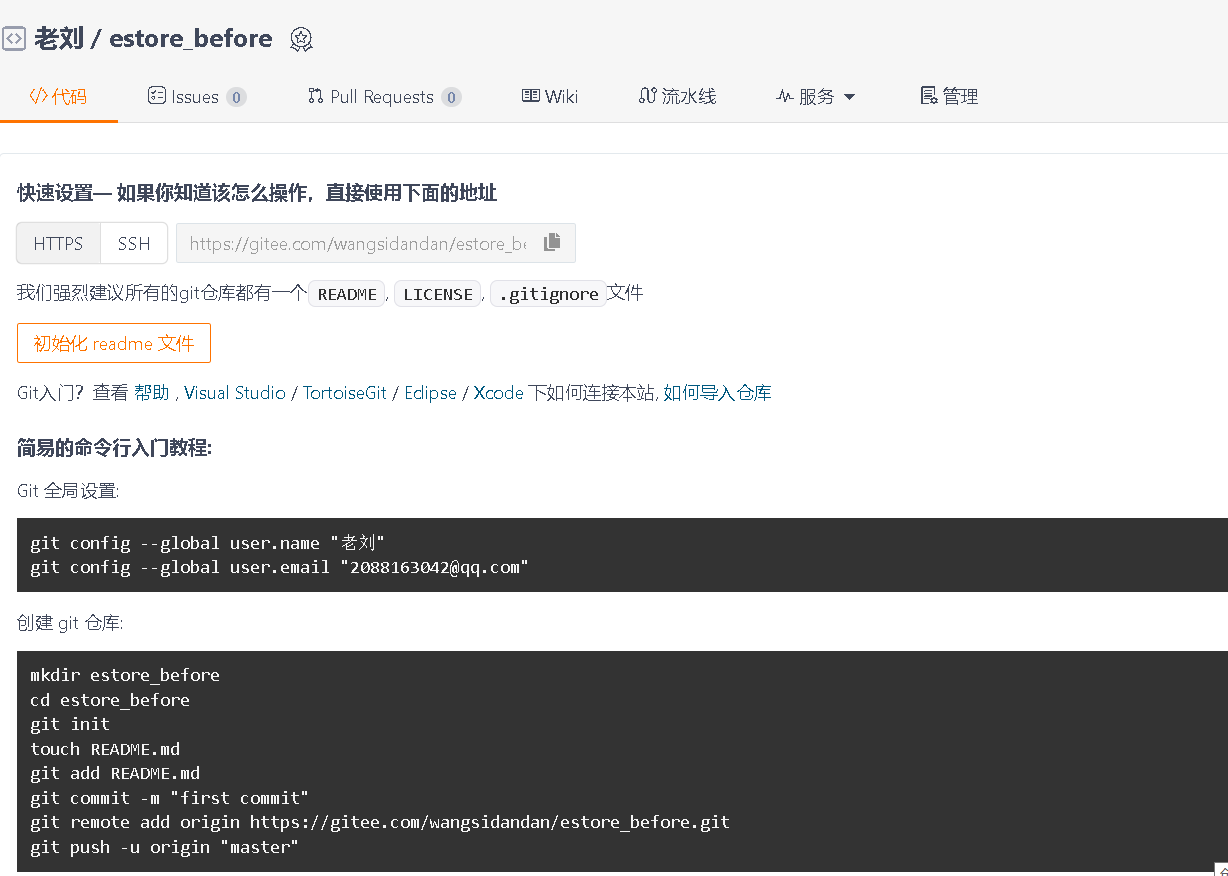 老刘 / estore_before
代码 Issues 0 Pull Requests 0 Wiki 流水线 服务 管理
快速设置— 如果你知道该怎么操作，直接使用下面的地址
HTTPS SSH https://gitee.com/wangsidandan/estore_be
我们强烈建议所有的git仓库都有一个 README, LICENSE, .gitignore 文件
初始化 readme 文件
Git入门？查看 帮助 , Visual Studio / TortoiseGit / Eclipse / Xcode 下如何连接本站, 如何导入仓库
简易的命令行入门教程:
Git 全局设置:
git config --global user.name "老刘"
git config --global user.email "2088163042@qq.com"
创建 git 仓库:
mkdir estore_before
cd estore_before
git init
touch README.md
git add README.md
git commit -m "first commit"
git remote add origin https://gitee.com/wangsidandan/estore_before.git
git push -u origin "master"